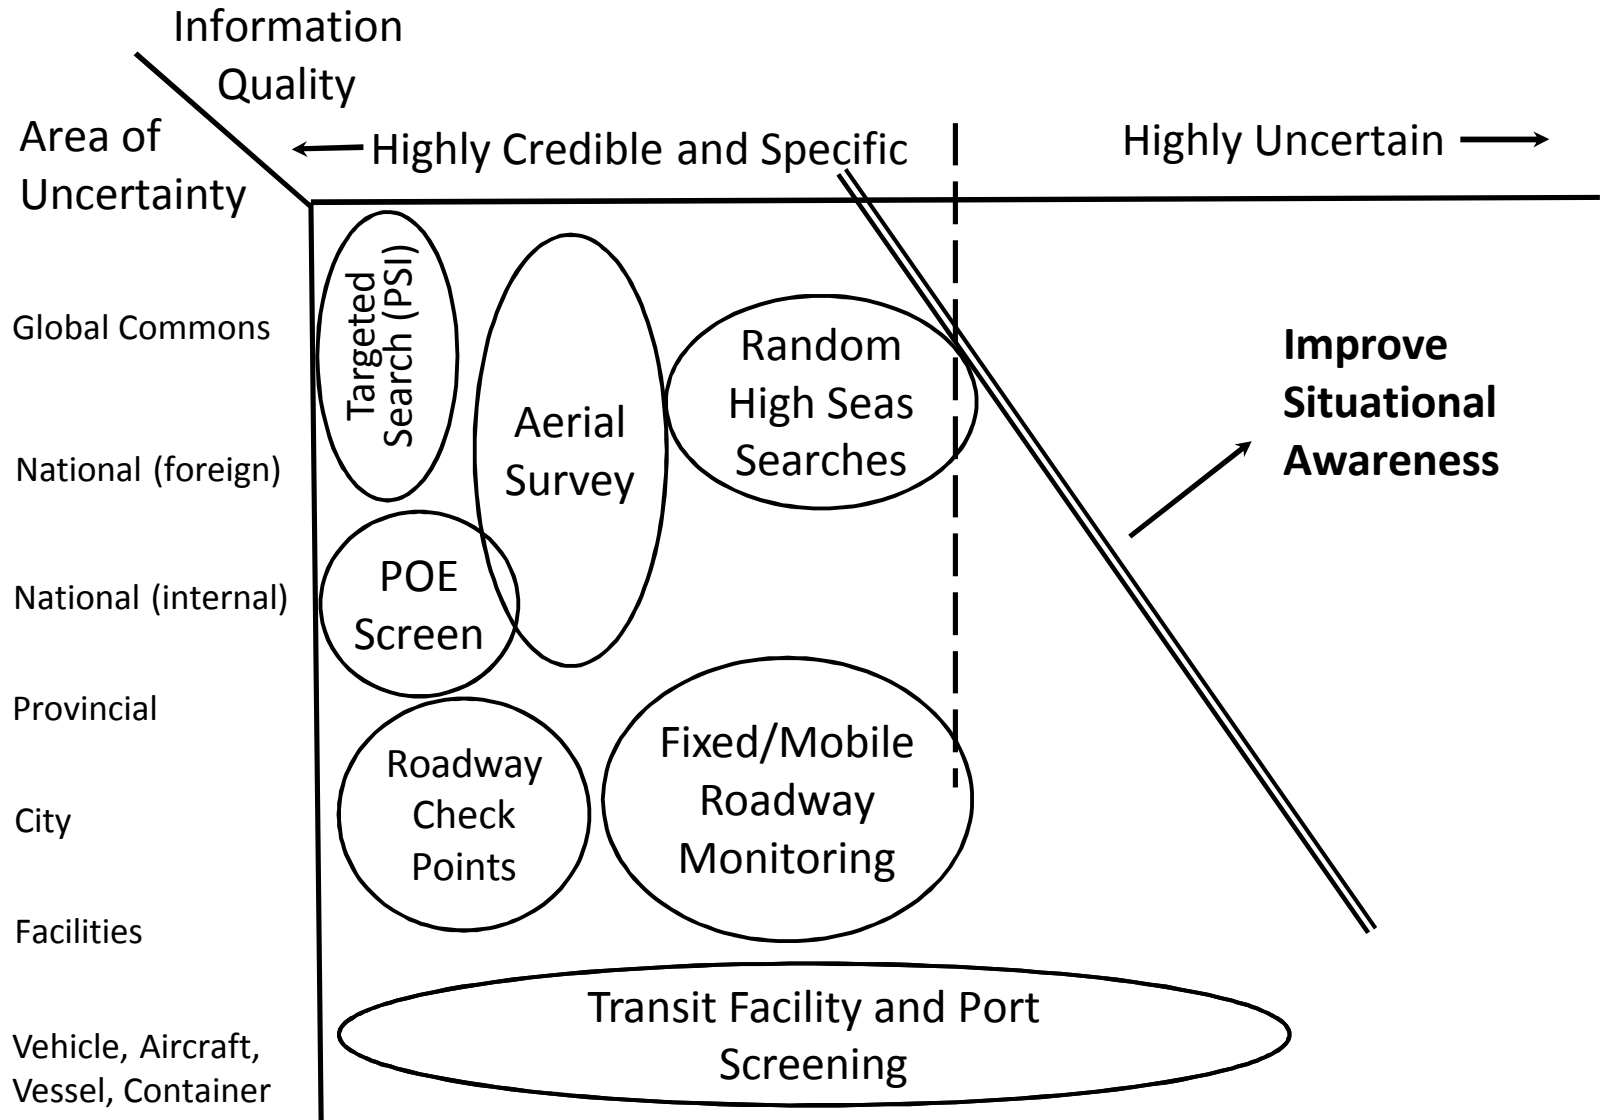 Information
Quality
Area of
Uncertainty
Highly Credible and Specific
Highly Uncertain
Global Commons
National (foreign)
National (internal)
Provincial
City
Facilities
Vehicle, Aircraft,
Vessel, Container
Targeted
Search (PSI)
Aerial
Survey
Random
High Seas
Searches
Improve
Situational
Awareness
POE
Screen
Roadway
Check
Points
Fixed/Mobile
Roadway
Monitoring
Transit Facility and Port
Screening